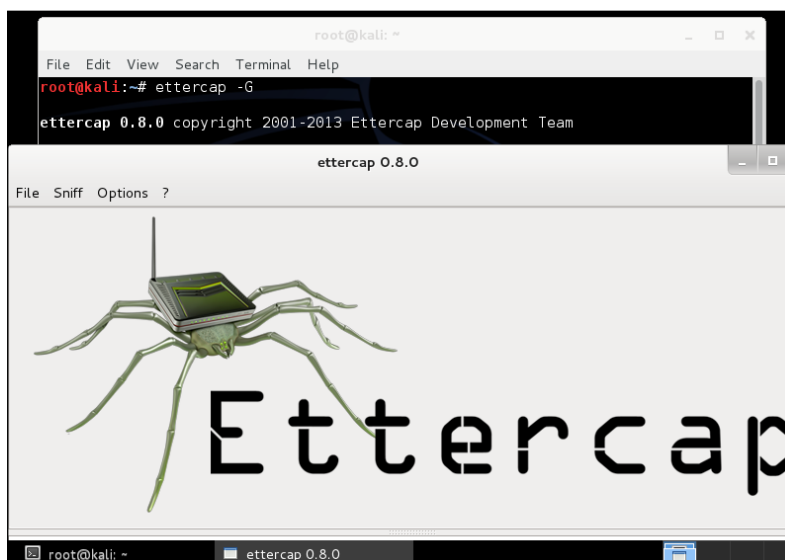 root@kali: ~
File Edit View Search Terminal Help
root@kali:~# ettercap -G
ettercap 0.8.0 copyright 2001-2013 Ettercap Development Team
ettercap 0.8.0
File Sniff Options ?
Ettercap
root@kali: ~
ettercap 0.8.0